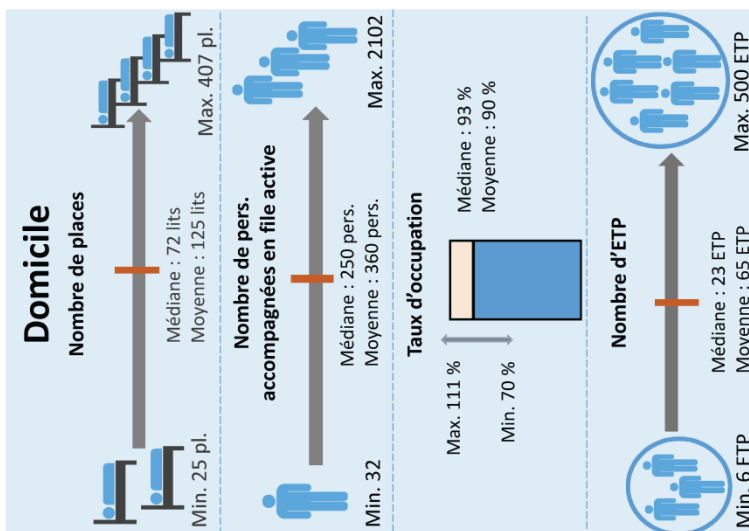 Domicile
Nombre de places
Min. 25 pl.
Médiane : 72 lits
Moyenne : 125 lits
Max. 407 pl.
Nombre de pers.
accompagnées en file active
Min. 32
Médiane : 250 pers.
Moyenne : 360 pers.
Max. 2102
Taux d’occupation
Max. 111 %
Min. 70 %
Médiane : 93 %
Moyenne : 90 %
Nombre d’ETP
Min. 6 ETP
Médiane : 23 ETP
Moyenne : 65 ETP
Max. 500 ETP